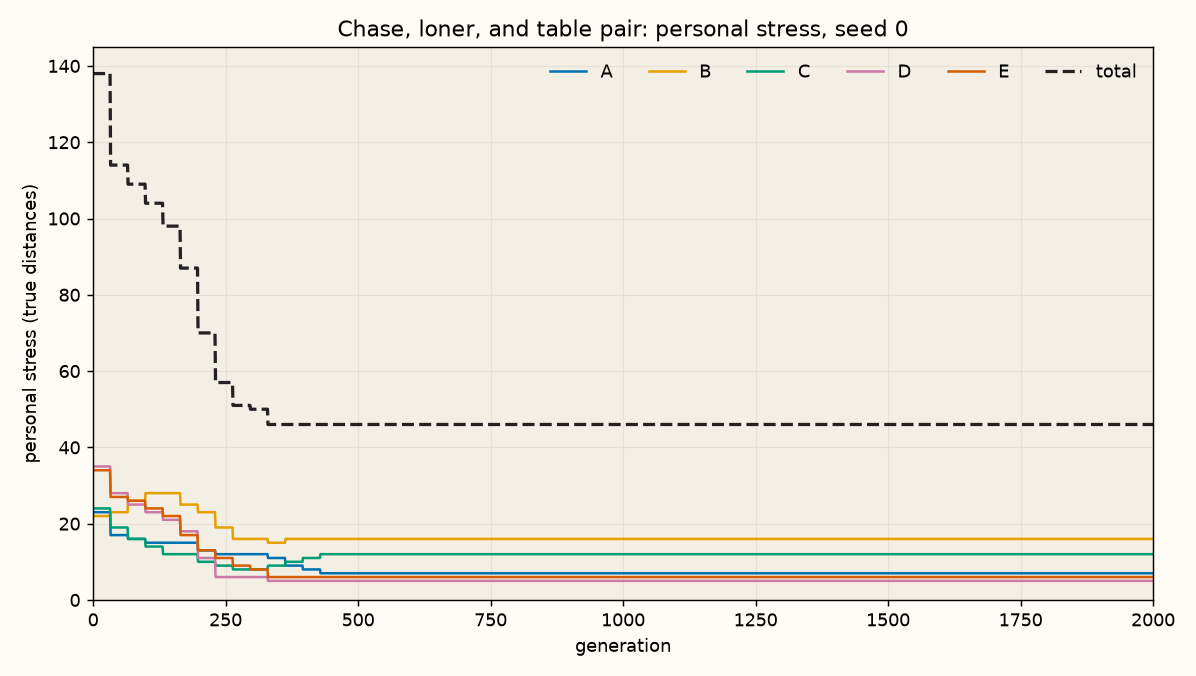 Chase, loner, and table pair: personal stress, seed 0
A B C D E total
personal stress (true distances)
140
120
100
80
60
40
20
0
0 250 500 750 1000 1250 1500 1750 2000
generation